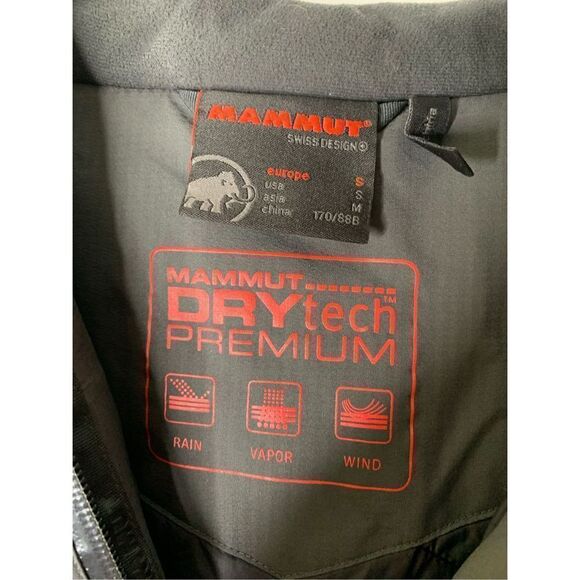 MAMMUT®
SWISS DESIGN
europe S
usa S
asia M
china 170/88B
MAMMUT
DRYtech™
PREMIUM
RAIN VAPOR WIND